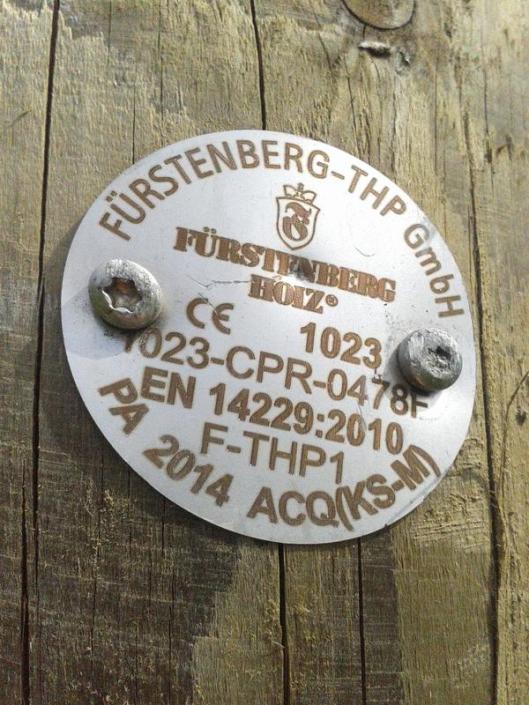 FÜRSTENBERG-THP GmbH
FÜRSTENBERG
HOLZ®
CE 1023
1023-CPR-0478F
EN 14229:2010
F-THP1
PA 2014 ACQ(KS-M)